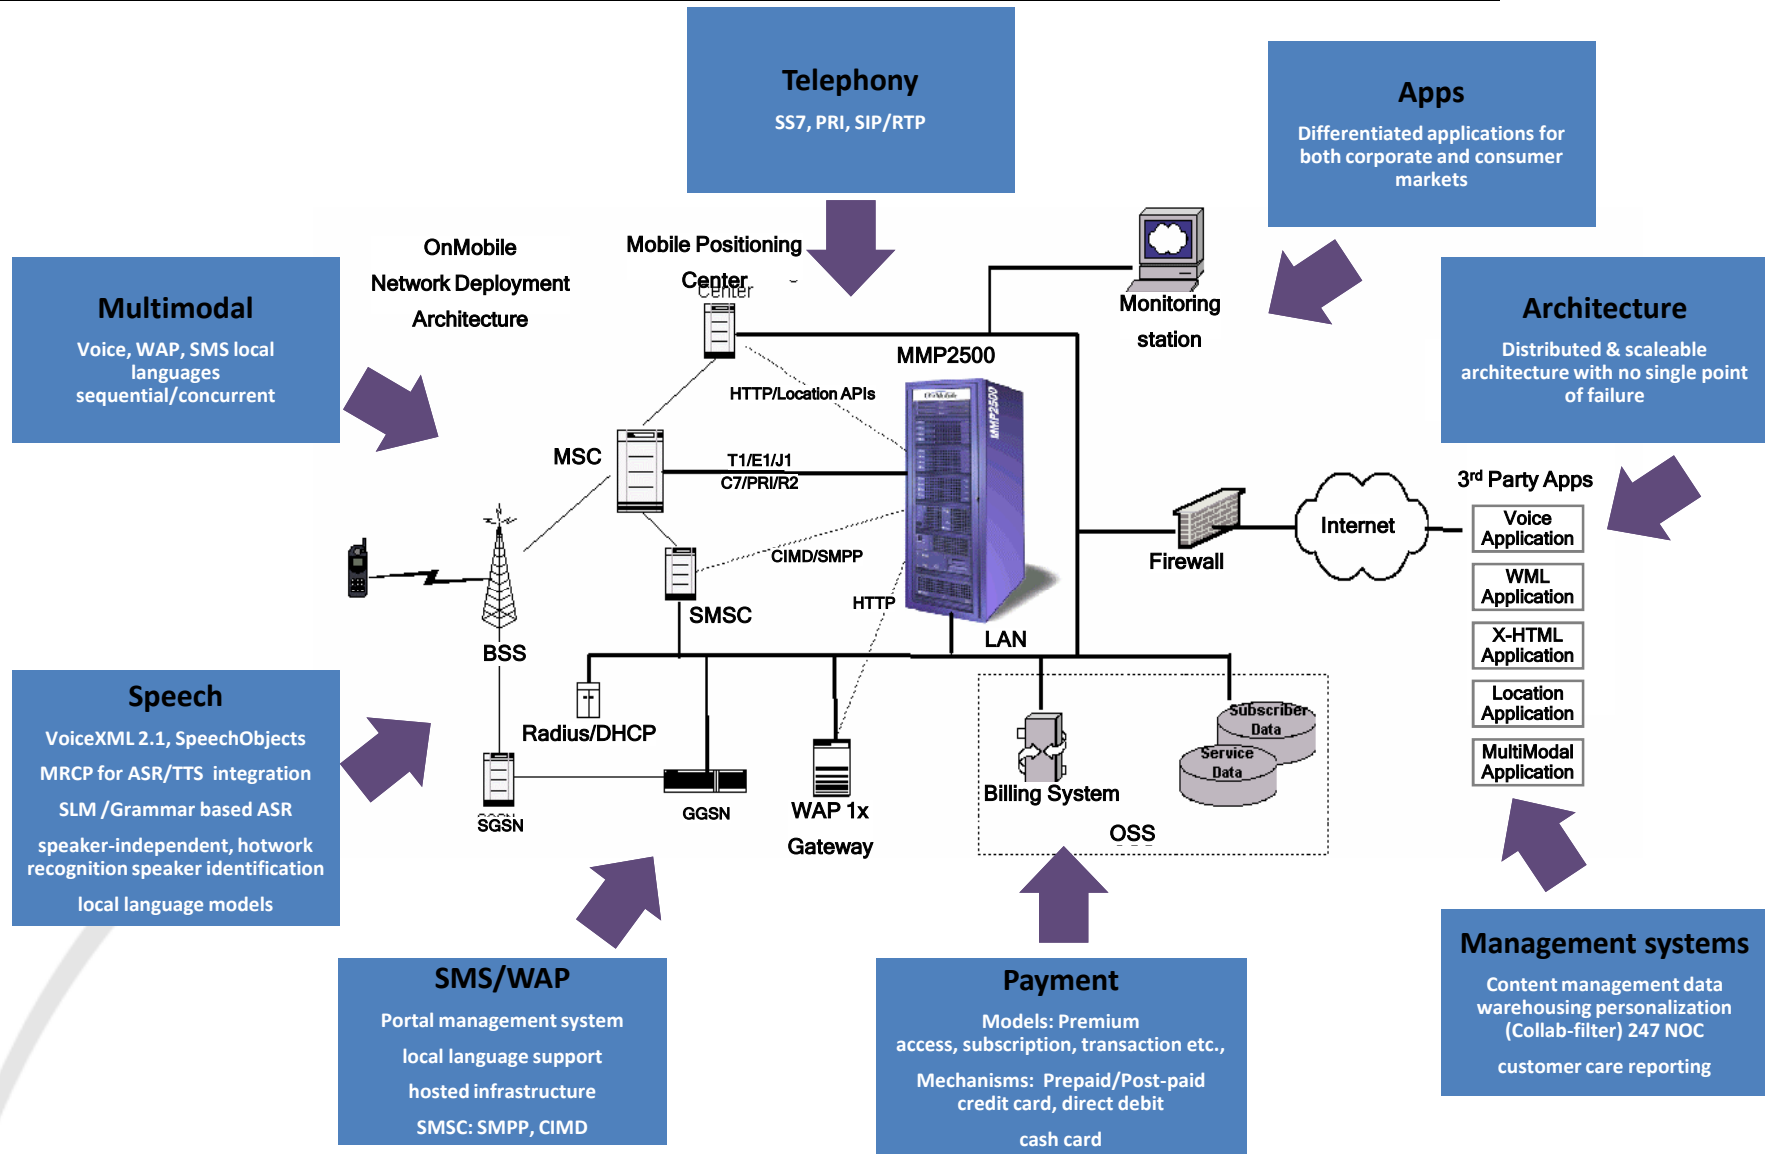 Telephony
SS7, PRI, SIP/RTP
Apps
Differentiated applications for
both corporate and consumer
markets
OnMobile
Network Deployment
Architecture
Mobile Positioning
Center
Center
Monitoring
station
Multimodal
Voice, WAP, SMS local
languages
sequential/concurrent
Architecture
Distributed & scaleable
architecture with no single point
of failure
MMP2500
MMP2500
HTTP/Location APIs
MSC
T1/E1/J1
C7/PRI/R2
CIMD/SMPP
HTTP
SMSC
BSS
LAN
Firewall
Internet
3rd Party Apps
Voice
Application
WML
Application
X-HTML
Application
Location
Application
MultiModal
Application
Speech
VoiceXML 2.1, SpeechObjects
MRCP for ASR/TTS integration
SLM /Grammar based ASR
speaker-independent, hotwork
recognition speaker identification
local language models
Radius/DHCP
SGSN
GGSN
WAP 1x
Gateway
Billing System
Subscriber
Data
Service
Data
OSS
SMS/WAP
Portal management system
local language support
hosted infrastructure
SMSC: SMPP, CIMD
Payment
Models: Premium
access, subscription, transaction etc.,
Mechanisms: Prepaid/Post-paid
credit card, direct debit
cash card
Management systems
Content management data
warehousing personalization
(Collab-filter) 247 NOC
customer care reporting